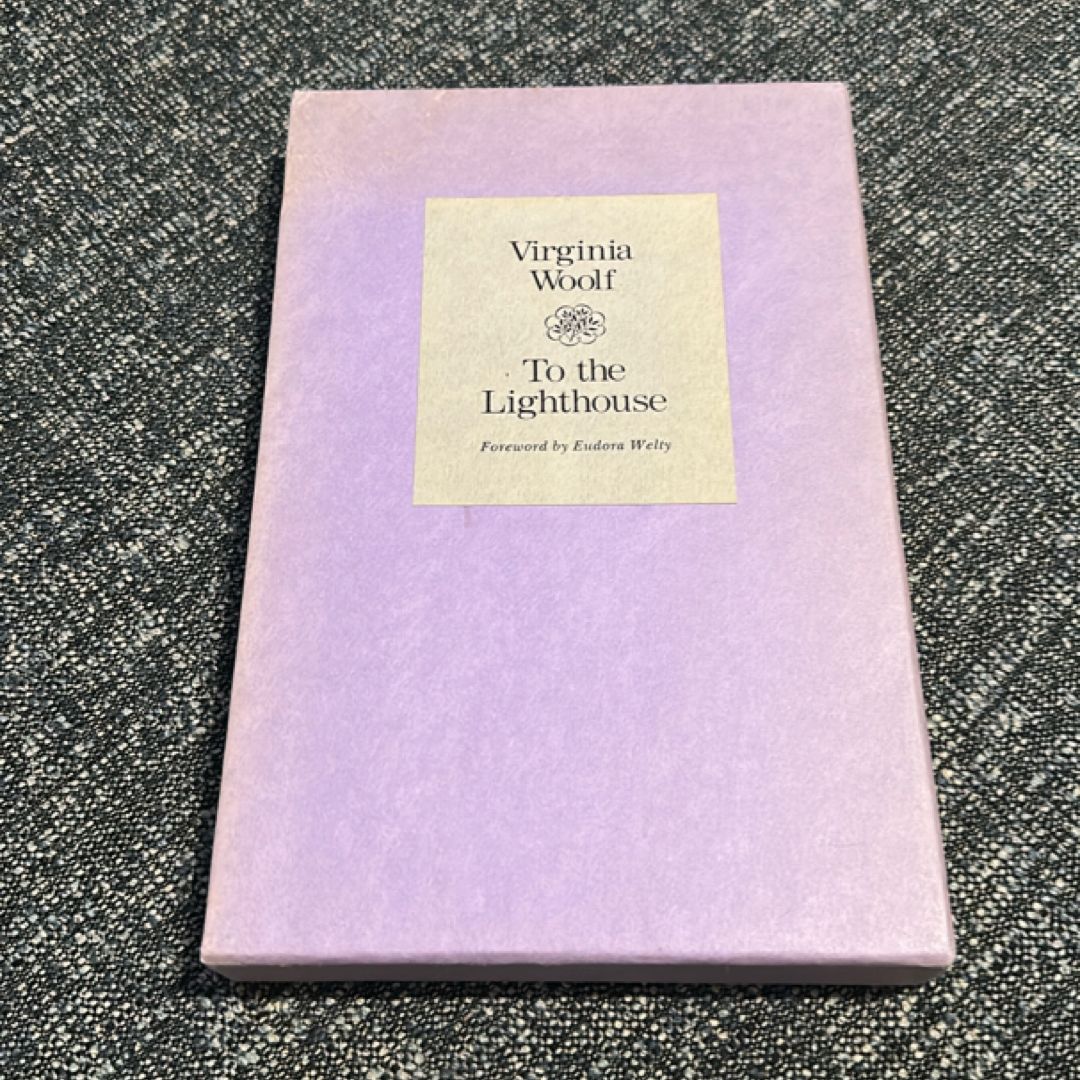 Virginia
Woolf
To the
Lighthouse
Foreword by Eudora Welty